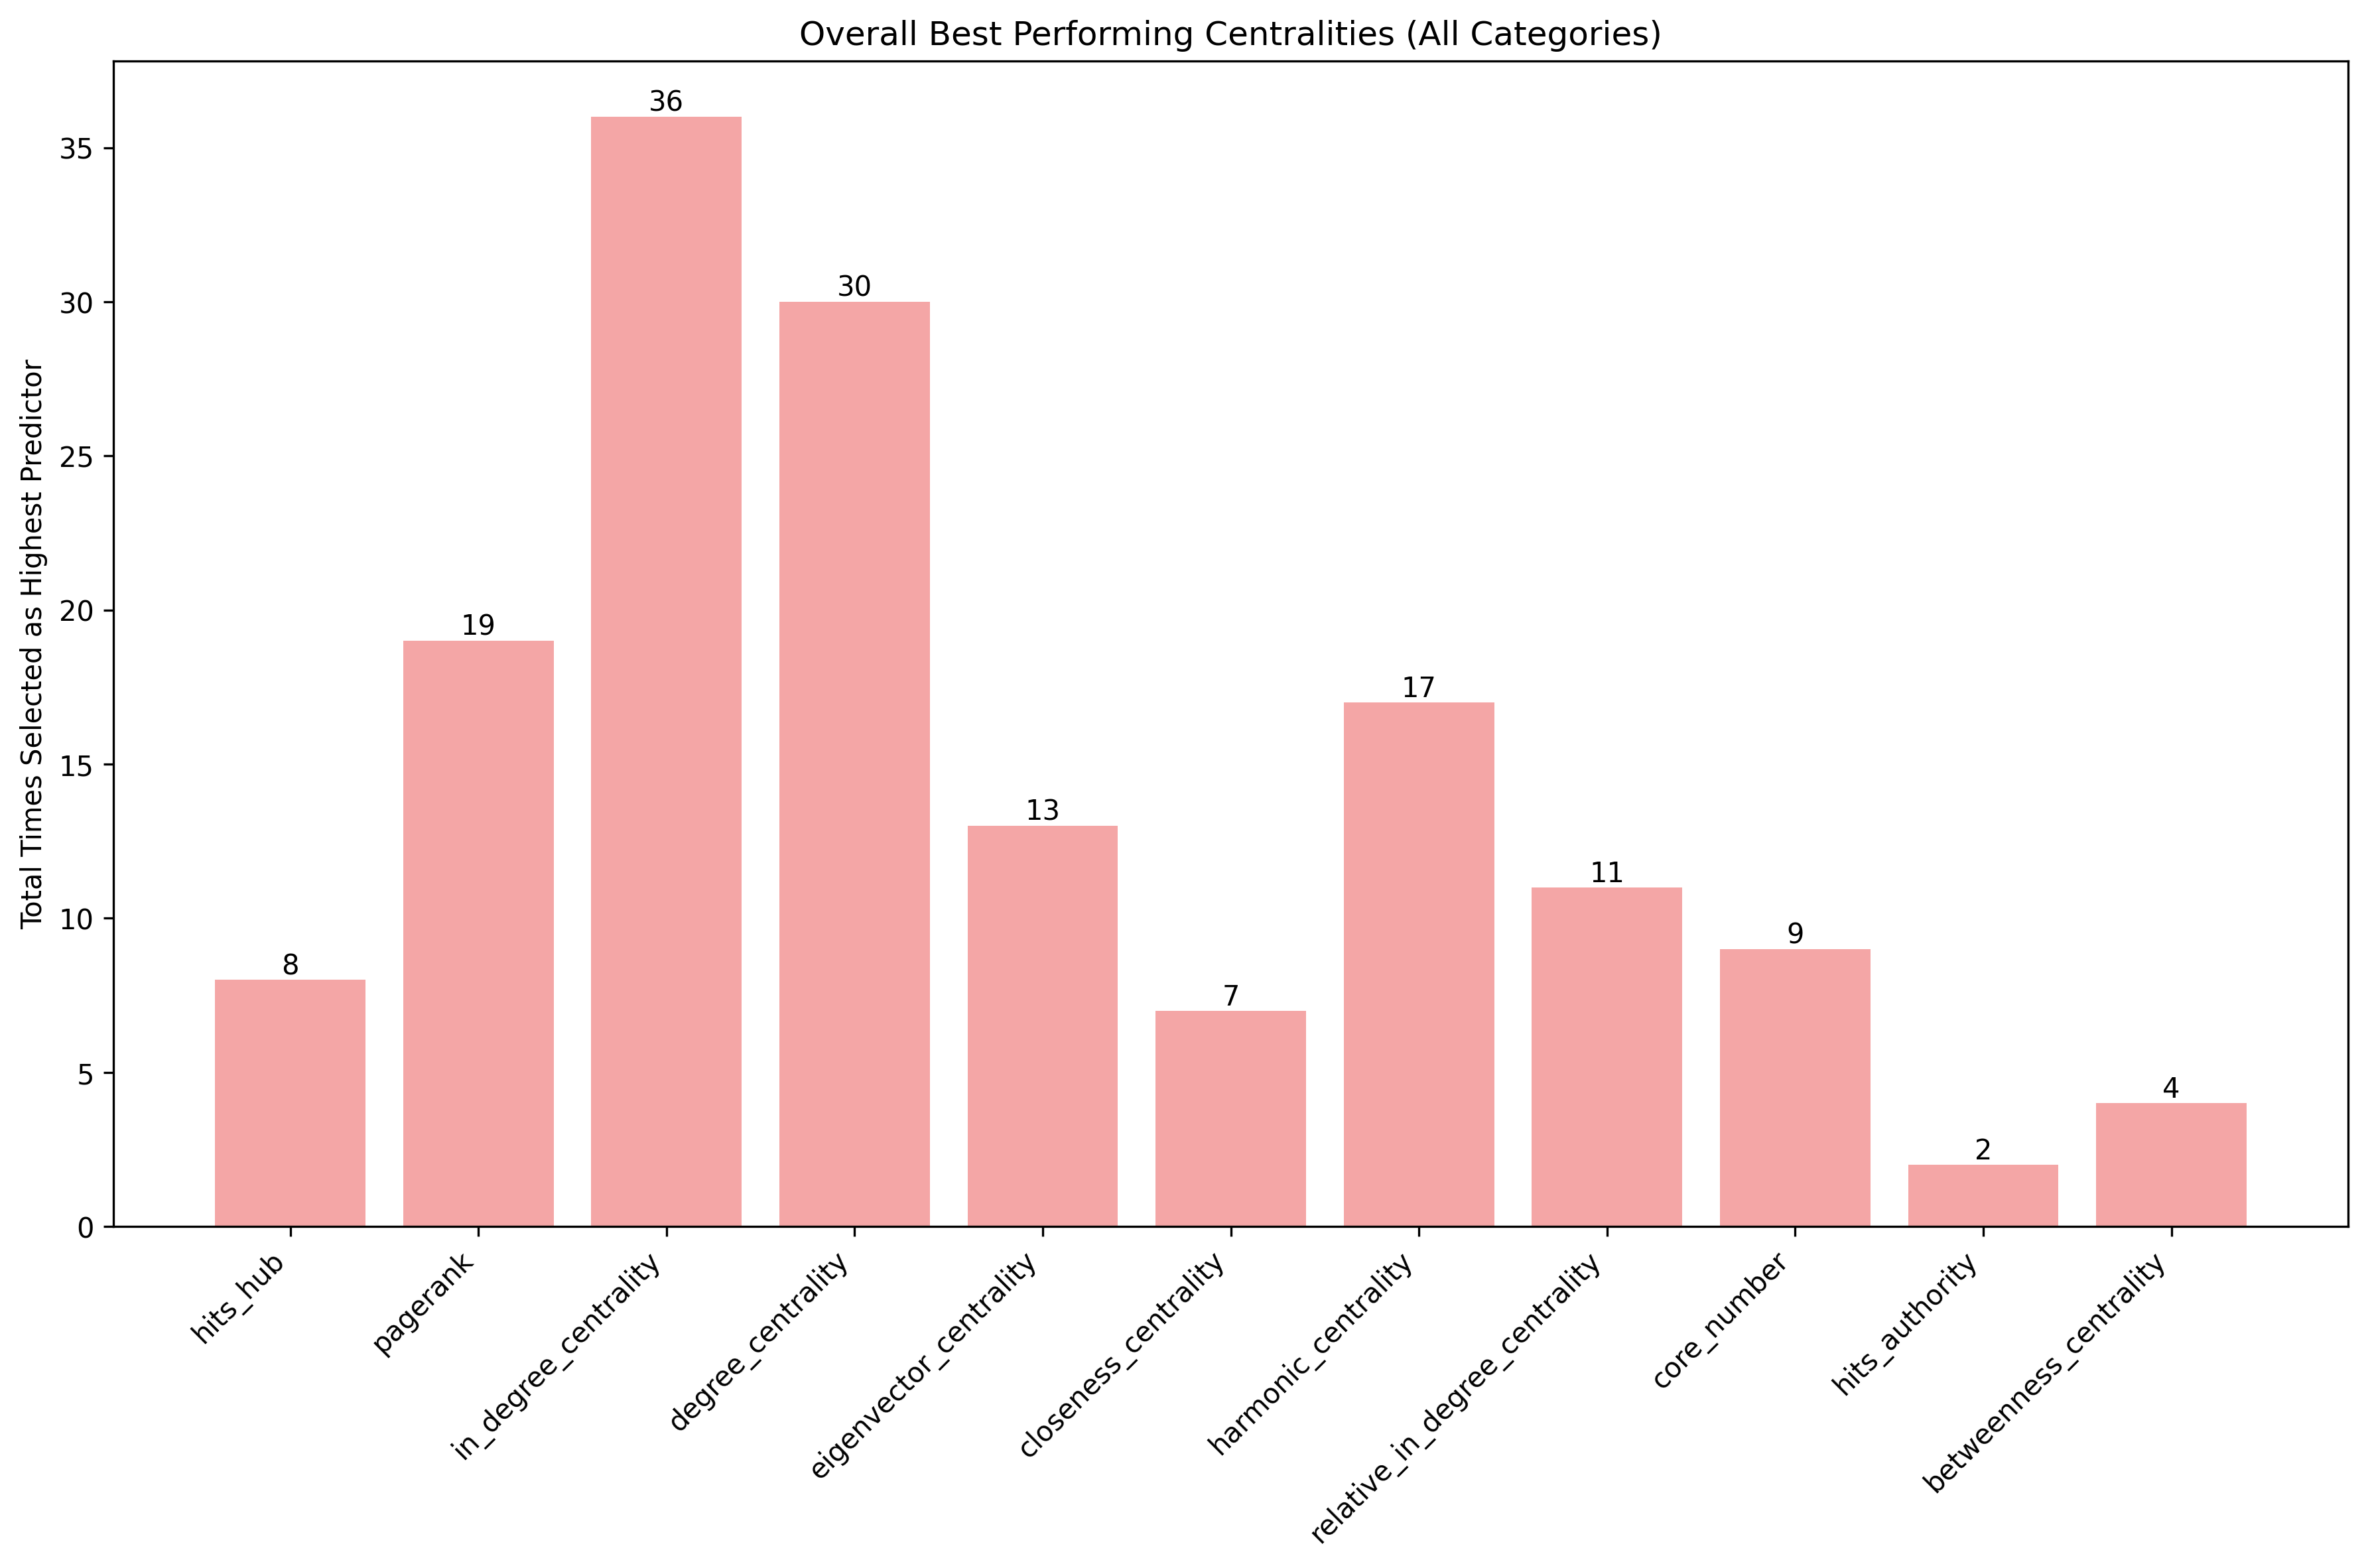 Overall Best Performing Centralities (All Categories)
Total Times Selected as Highest Predictor
35
30
25
20
15
10
5
0
8
19
36
30
13
7
17
11
9
2
4
hits_hub
pagerank
in_degree_centrality
degree_centrality
eigenvector_centrality
closeness_centrality
harmonic_centrality
relative_in_degree_centrality
core_number
hits_authority
betweenness_centrality